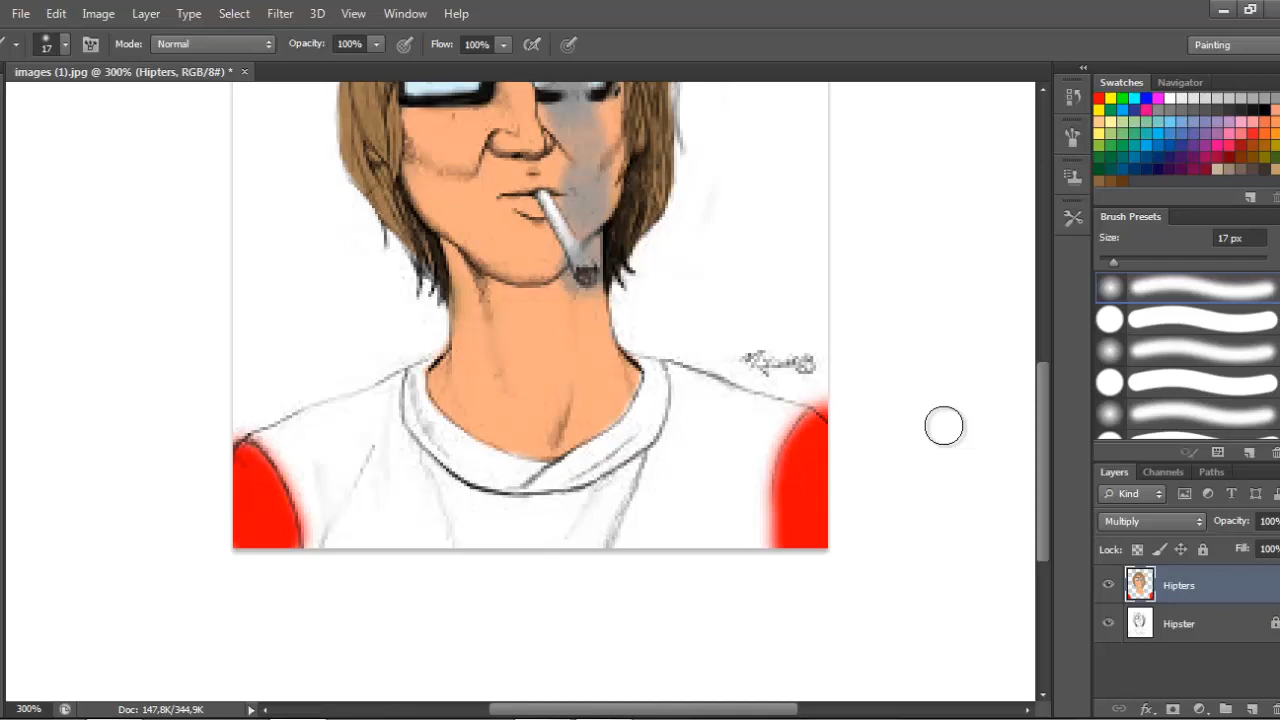 File Edit Image Layer Type Select Filter 3D View Window Help
17 Mode: Normal Opacity: 100% Flow: 100% Painting
images (1).jpg @ 300% (Hipters, RGB/8#) * ×
Swatches Navigator
Brush Presets
Size: 17 px
Layers Channels Paths
Kind
Multiply Opacity: 100%
Lock: Fill: 100%
Hipters
Hipster
300% Doc: 147,8K/344,9K